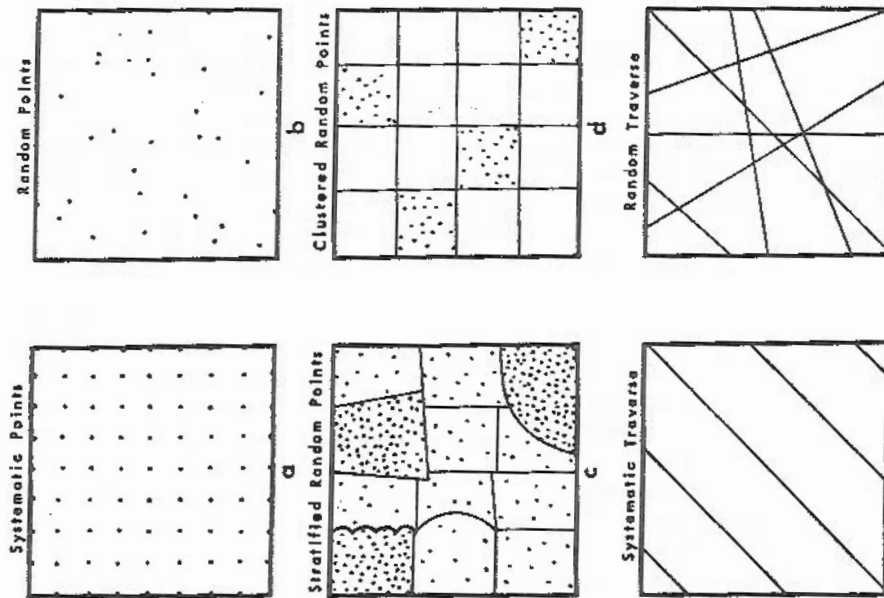 Systematic Points
a
Random Points
b
Stratified Random Points
c
Clustered Random Points
d
Systematic Traverse
Random Traverse